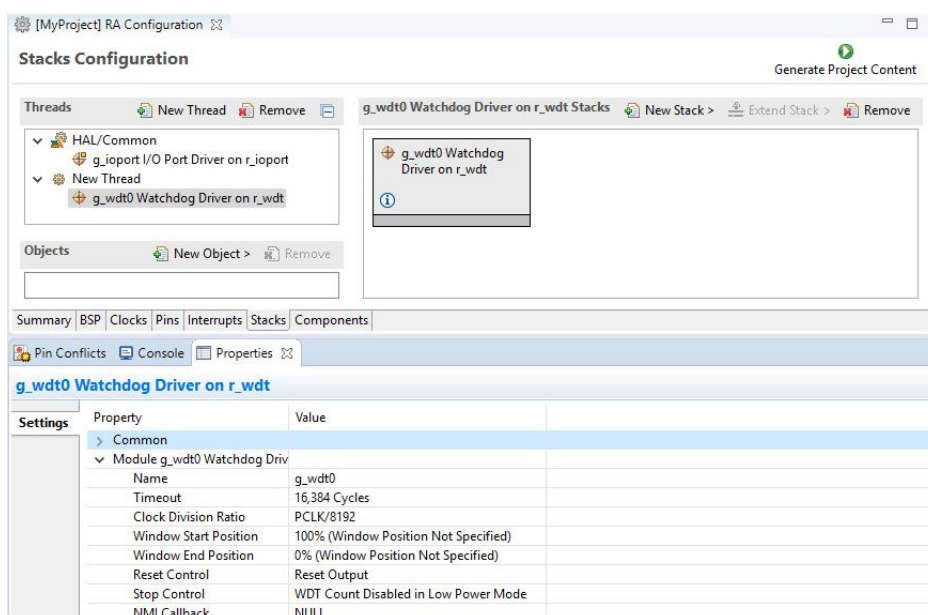 [MyProject] RA Configuration
Stacks Configuration
Generate Project Content
Threads New Thread Remove
HAL/Common
g_ioport I/O Port Driver on r_ioport
New Thread
g_wdt0 Watchdog Driver on r_wdt
g_wdt0 Watchdog Driver on r_wdt Stacks New Stack > Extend Stack > Remove
g_wdt0 Watchdog
Driver on r_wdt
Objects New Object > Remove
Summary BSP Clocks Pins Interrupts Stacks Components
Pin Conflicts Console Properties
g_wdt0 Watchdog Driver on r_wdt
Settings
Property Value
Common
Module g_wdt0 Watchdog Driv
Name g_wdt0
Timeout 16,384 Cycles
Clock Division Ratio PCLK/8192
Window Start Position 100% (Window Position Not Specified)
Window End Position 0% (Window Position Not Specified)
Reset Control Reset Output
Stop Control WDT Count Disabled in Low Power Mode
NMI Callback NULL